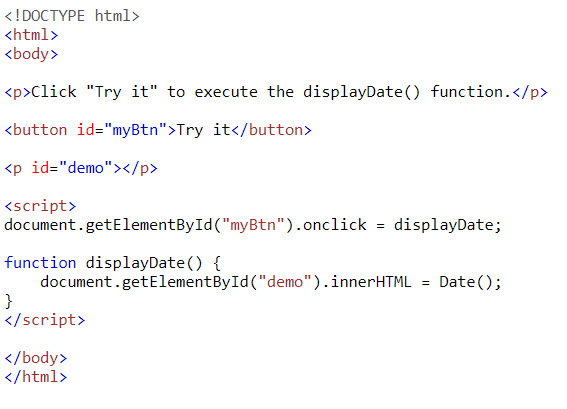 <!DOCTYPE html>
<html>
<body>
<p>Click "Try it" to execute the displayDate() function.</p>
<button id="myBtn">Try it</button>
<p id="demo"></p>
<script>
document.getElementById("myBtn").onclick = displayDate;
function displayDate() {
    document.getElementById("demo").innerHTML = Date();
}
</script>
</body>
</html>